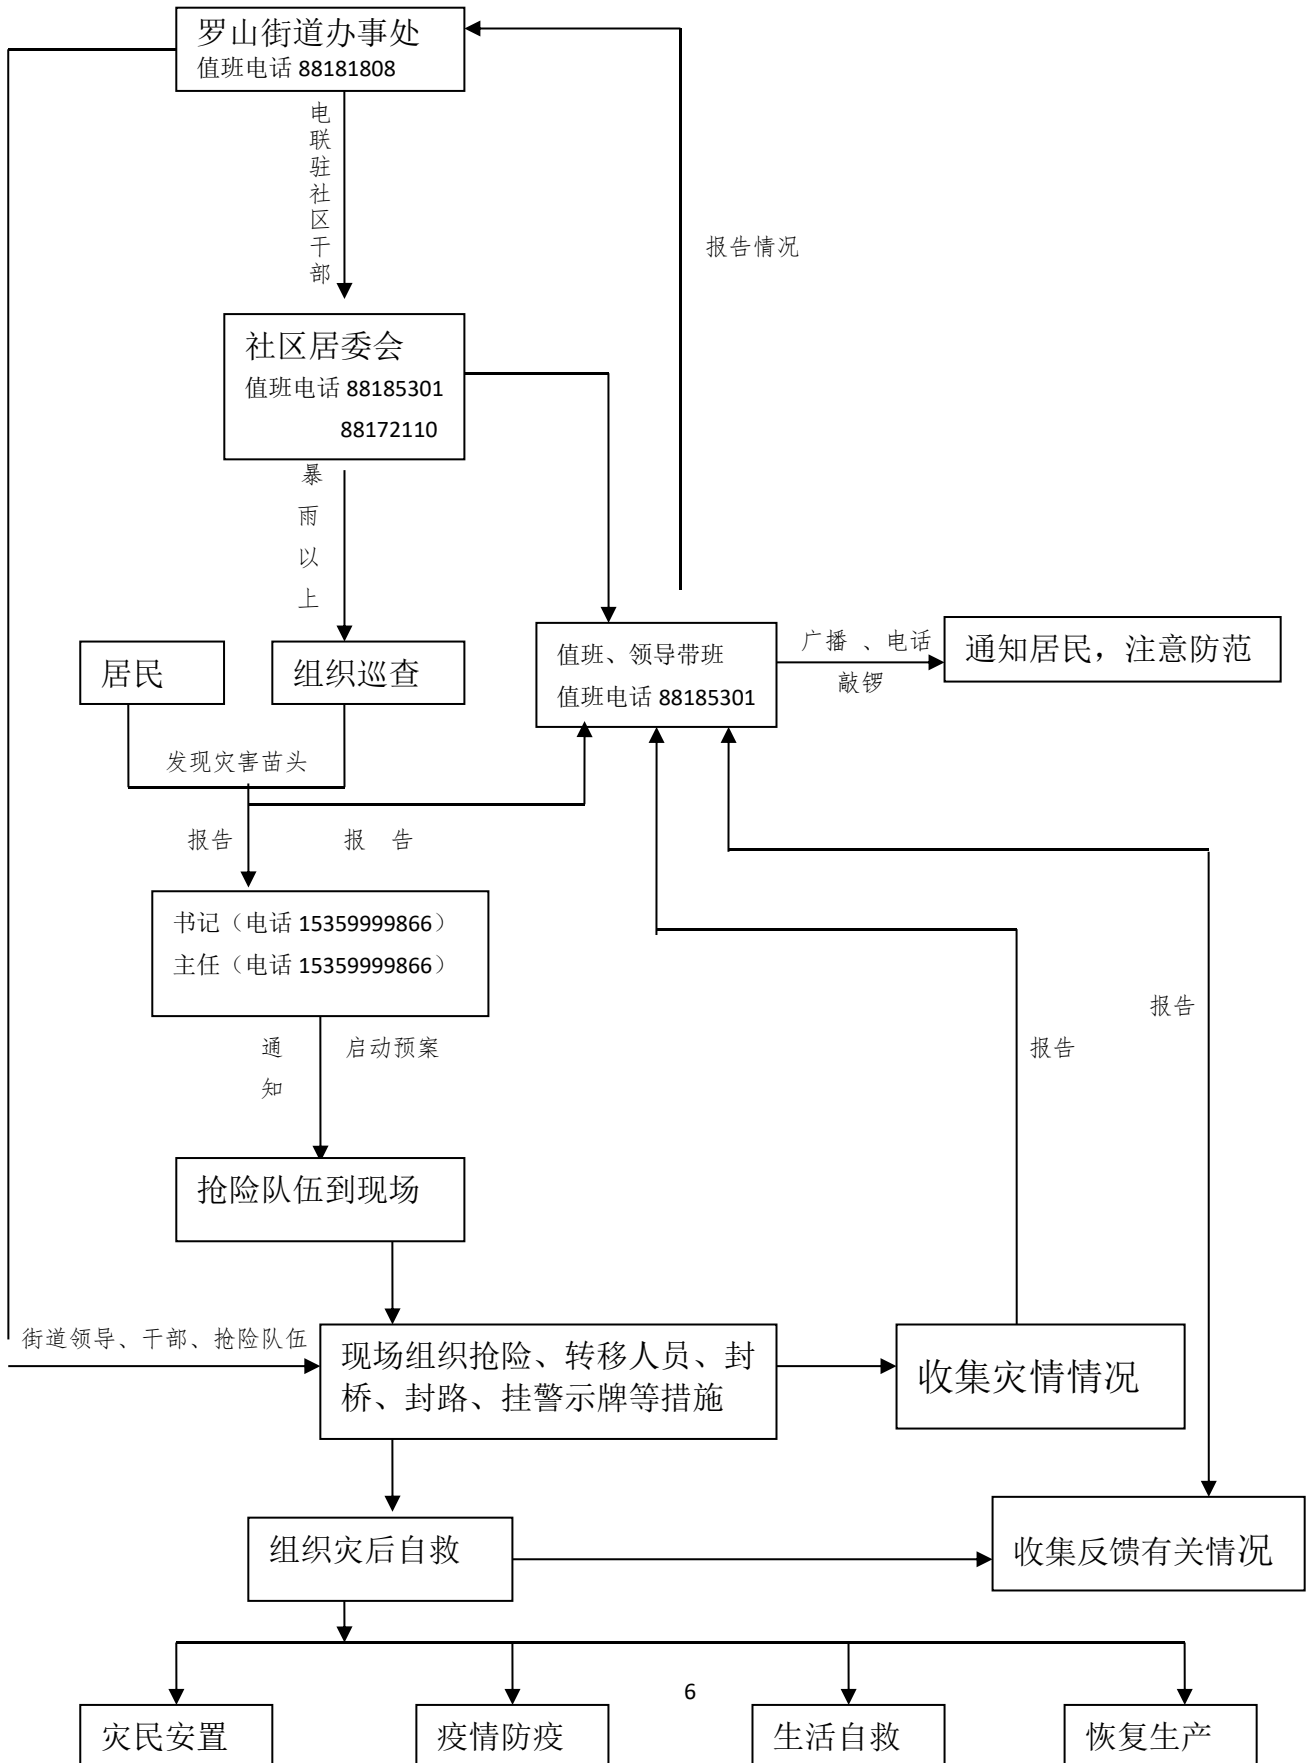 罗山街道办事处
值班电话 88181808
电联驻社区干部
报告情况
社区居委会
值班电话 88185301
88172110
暴雨以上
居民
组织巡查
值班、领导带班
值班电话 88185301
广播 、电话
敲锣
通知居民，注意防范
发现灾害苗头
报告
报 告
书记（电话 15359999866）
主任（电话 15359999866）
通知
启动预案
报告
报告
抢险队伍到现场
街道领导、干部、抢险队伍
现场组织抢险、转移人员、封
桥、封路、挂警示牌等措施
收集灾情情况
组织灾后自救
收集反馈有关情况
6
灾民安置
疫情防疫
生活自救
恢复生产